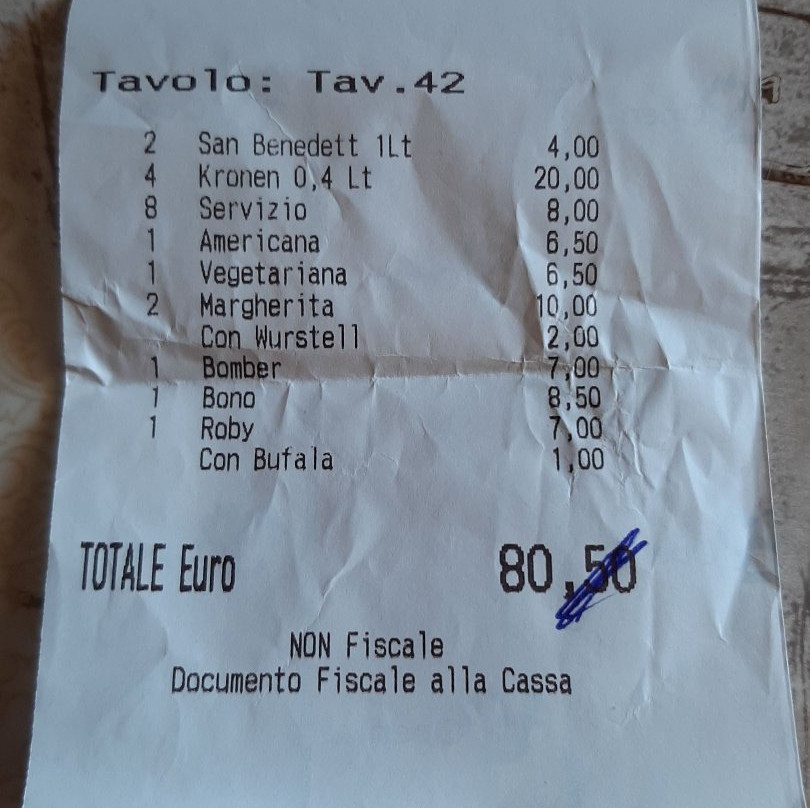 Tavolo: Tav.42
2 San Benedett 1Lt 4,00
4 Kronen 0,4 Lt 20,00
8 Servizio 8,00
1 Americana 6,50
1 Vegetariana 6,50
2 Margherita 10,00
Con Wurstell 2,00
1 Bomber 7,00
1 Bono 8,50
1 Roby 7,00
Con Bufala 1,00
TOTALE Euro 80,50
NON Fiscale
Documento Fiscale alla Cassa